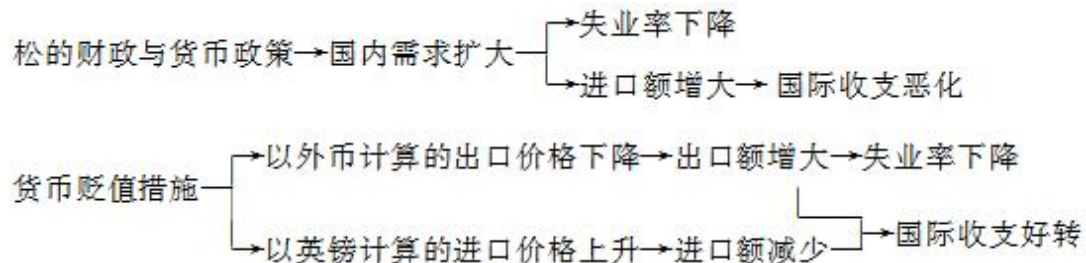 失业率下降
松的财政与货币政策→国内需求扩大
进口额增大→国际收支恶化
以外币计算的出口价格下降→出口额增大→失业率下降
货币贬值措施
国际收支好转
以英镑计算的进口价格上升→进口额减少